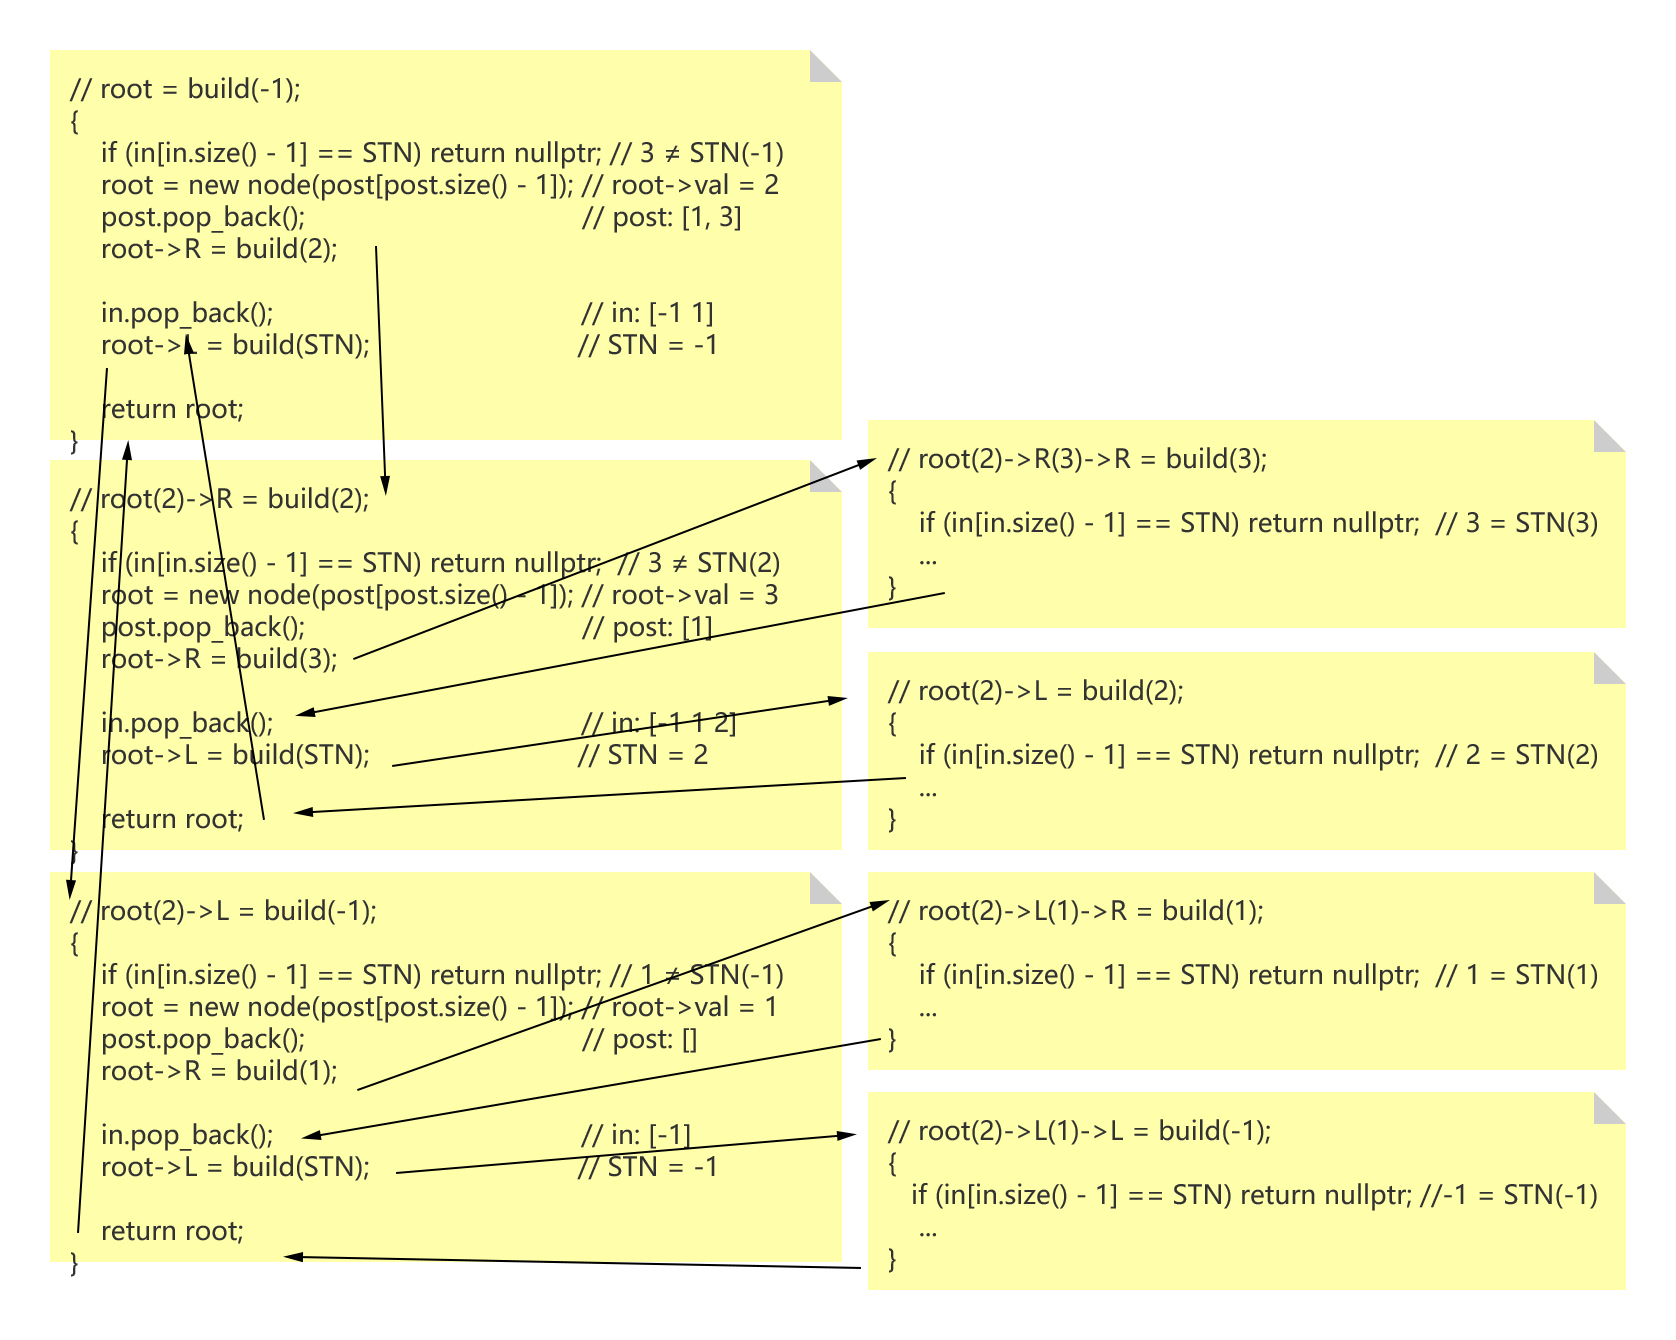 // root = build(-1);
{
if (in[in.size() - 1] == STN) return nullptr; // 3 ≠ STN(-1)
root = new node(post[post.size() - 1]); // root->val = 2
post.pop_back(); // post: [1, 3]
root->R = build(2);
in.pop_back(); // in: [-1 1]
root->L = build(STN); // STN = -1
return root;
}
// root(2)->R = build(2);
{
if (in[in.size() - 1] == STN) return nullptr; // 3 ≠ STN(2)
root = new node(post[post.size() - 1]); // root->val = 3
post.pop_back(); // post: [1]
root->R = build(3);
in.pop_back(); // in: [-1 1 2]
root->L = build(STN); // STN = 2
return root;
}
// root(2)->R(3)->R = build(3);
{
if (in[in.size() - 1] == STN) return nullptr; // 3 = STN(3)
...
}
// root(2)->L = build(2);
{
if (in[in.size() - 1] == STN) return nullptr; // 2 = STN(2)
...
}
// root(2)->L = build(-1);
{
if (in[in.size() - 1] == STN) return nullptr; // 1 ≠ STN(-1)
root = new node(post[post.size() - 1]); // root->val = 1
post.pop_back(); // post: []
root->R = build(1);
in.pop_back(); // in: [-1]
root->L = build(STN); // STN = -1
return root;
}
// root(2)->L(1)->R = build(1);
{
if (in[in.size() - 1] == STN) return nullptr; // 1 = STN(1)
...
}
// root(2)->L(1)->L = build(-1);
{
if (in[in.size() - 1] == STN) return nullptr; //-1 = STN(-1)
...
}